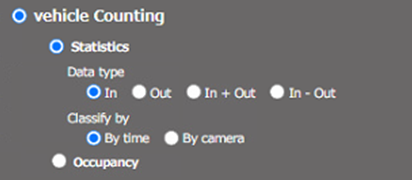 vehicle Counting
Statistics
Data type
In Out In + Out In - Out
Classify by
By time By camera
Occupancy